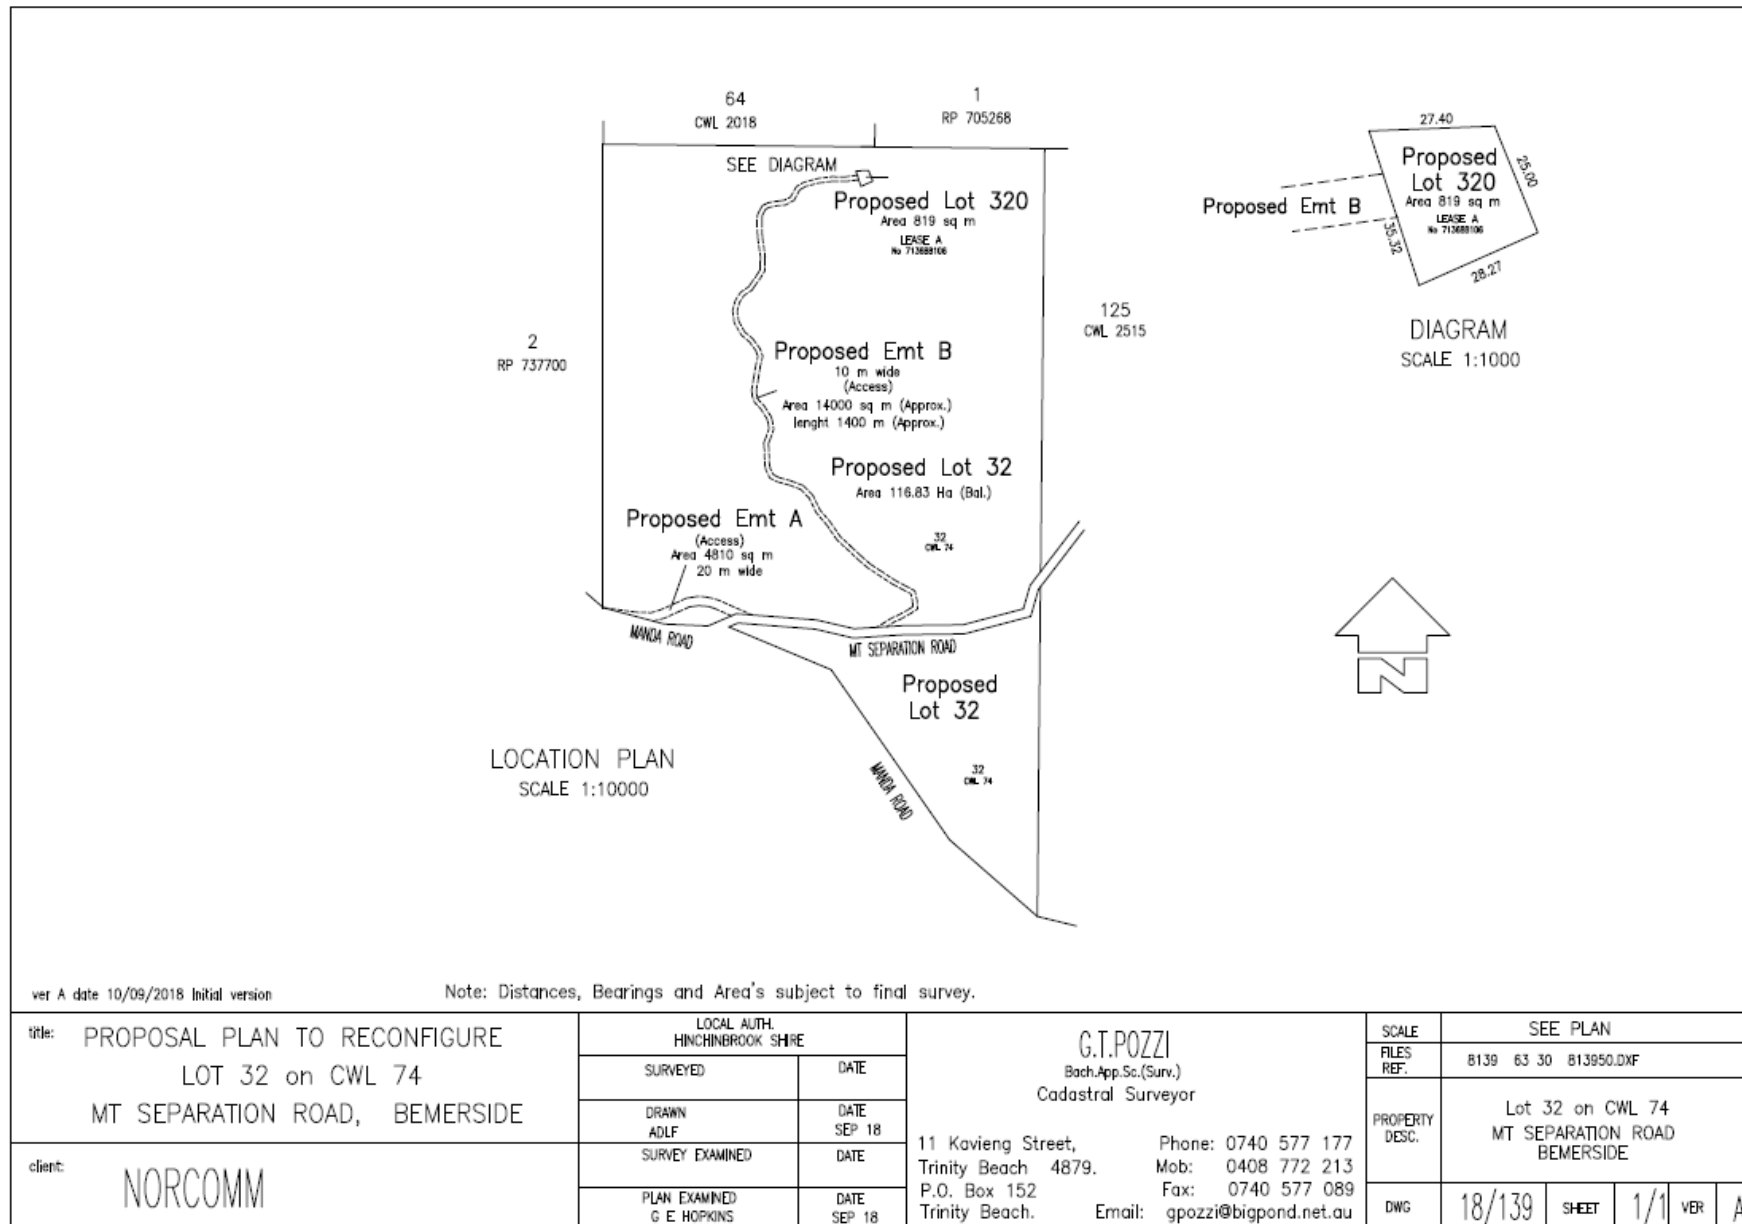 64
CWL 2018
1
RP 705268
SEE DIAGRAM
Proposed Lot 320
Area 819 sq m
LEASE A
No 713688106
2
RP 737700
125
CWL 2515
Proposed Emt B
10 m wide
(Access)
Area 14000 sq m (Approx.)
lenght 1400 m (Approx.)
Proposed Lot 32
Area 116.83 Ha (Bal.)
32
CWL 74
Proposed Emt A
(Access)
Area 4810 sq m
20 m wide
MANDA ROAD
MT SEPARATION ROAD
Proposed
Lot 32
32
CWL 74
MANDA ROAD
LOCATION PLAN
SCALE 1:10000
27.40
25.00
Proposed
Lot 320
Area 819 sq m
LEASE A
No 713688106
Proposed Emt B
35.32
28.27
DIAGRAM
SCALE 1:1000
N
ver A date 10/09/2018 Initial version
Note: Distances, Bearings and Area's subject to final survey.
title: PROPOSAL PLAN TO RECONFIGURE
LOT 32 on CWL 74
MT SEPARATION ROAD, BEMERSIDE
client: NORCOMM
LOCAL AUTH.
HINCHINBROOK SHIRE
SURVEYED DATE
DRAWN DATE
ADLF SEP 18
SURVEY EXAMINED DATE
PLAN EXAMINED DATE
G E HOPKINS SEP 18
G.T.POZZI
Bach.App.Sc.(Surv.)
Cadastral Surveyor
11 Kavieng Street, Phone: 0740 577 177
Trinity Beach 4879. Mob: 0408 772 213
P.O. Box 152 Fax: 0740 577 089
Trinity Beach. Email: gpozzi@bigpond.net.au
SCALE SEE PLAN
FILES REF. 8139 63 30 813950.DXF
PROPERTY DESC.
Lot 32 on CWL 74
MT SEPARATION ROAD
BEMERSIDE
DWG 18/139 SHEET 1/1 VER A